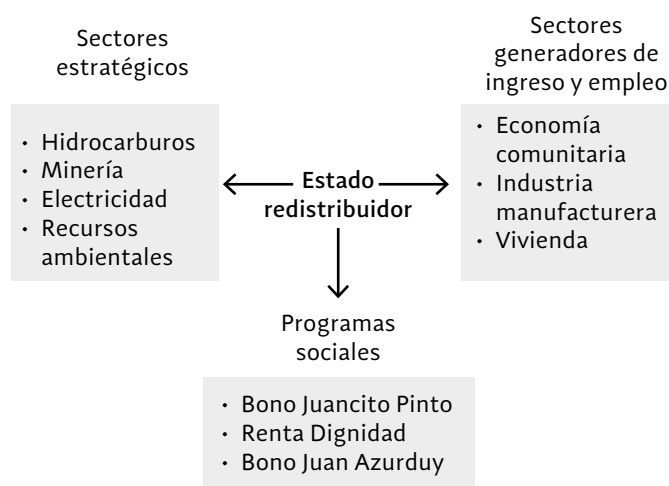 Sectores
estratégicos
· Hidrocarburos
· Minería
· Electricidad
· Recursos
ambientales
Estado
redistribuidor
Sectores
generadores de
ingreso y empleo
· Economía
comunitaria
· Industria
manufacturera
· Vivienda
Programas
sociales
· Bono Juancito Pinto
· Renta Dignidad
· Bono Juan Azurduy